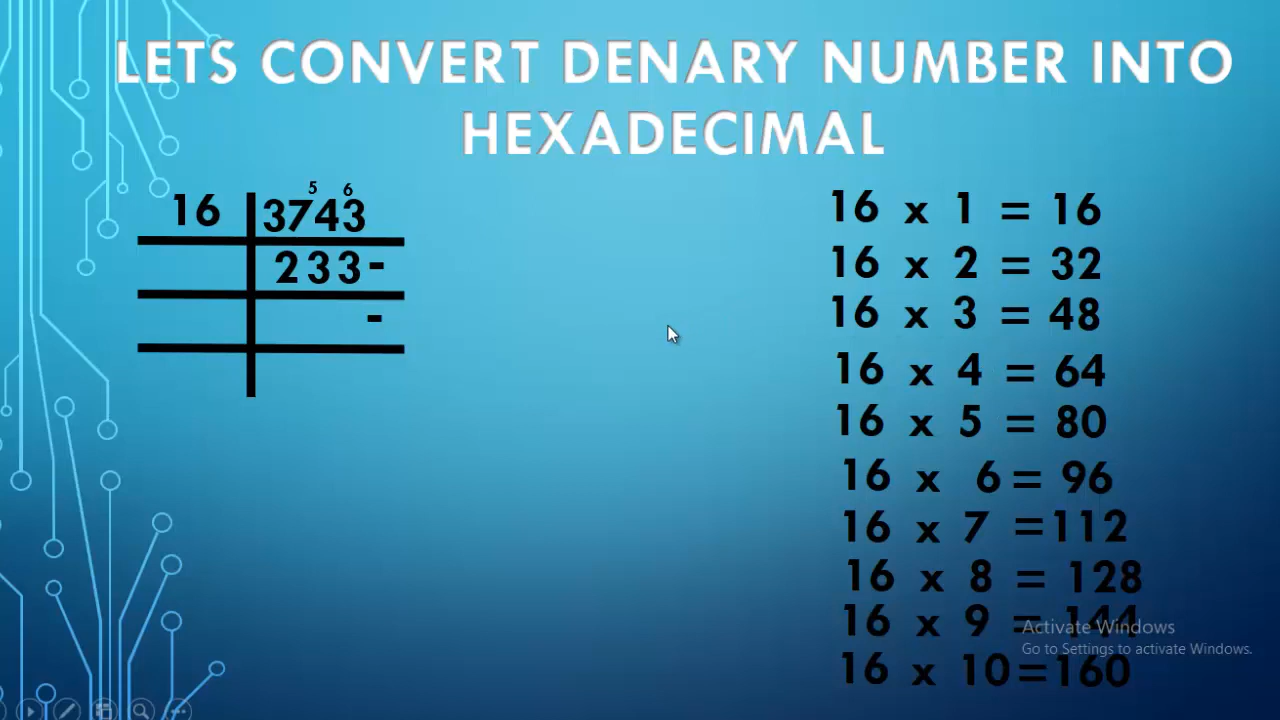 LETS CONVERT DENARY NUMBER INTO
HEXADECIMAL
5 6
16 3743
233-
-
16 x 1 = 16
16 x 2 = 32
16 x 3 = 48
16 x 4 = 64
16 x 5 = 80
16 x 6 = 96
16 x 7 =112
16 x 8 = 128
16 x 9 = 144
16 x 10=160
Activate Windows
Go to Settings to activate Windows.